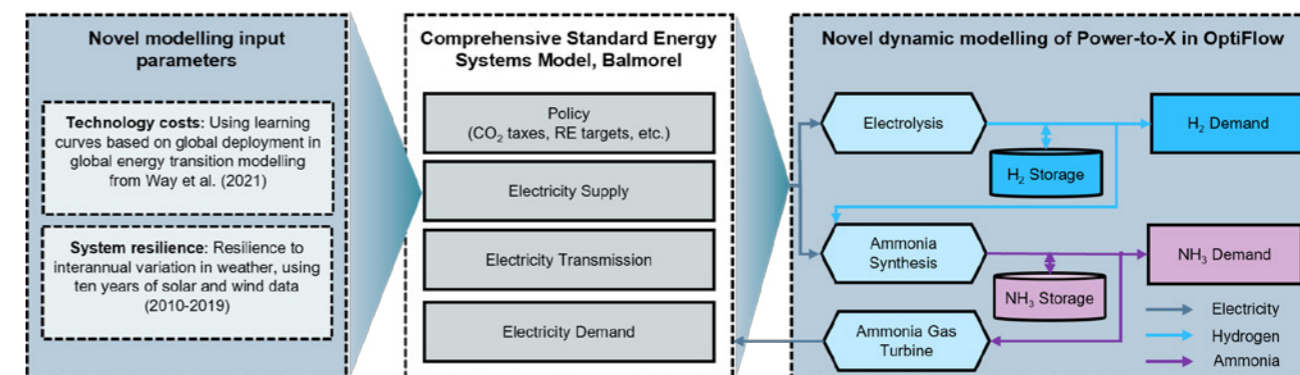 Novel modelling input
parameters
Technology costs: Using learning
curves based on global deployment in
global energy transition modelling
from Way et al. (2021)
System resilience: Resilience to
interannual variation in weather, using
ten years of solar and wind data
(2010-2019)
Comprehensive Standard Energy
Systems Model, Balmorel
Policy
(CO₂ taxes, RE targets, etc.)
Electricity Supply
Electricity Transmission
Electricity Demand
Novel dynamic modelling of Power-to-X in OptiFlow
Electrolysis
H₂ Demand
H₂ Storage
Ammonia
Synthesis
NH₃ Demand
NH₃ Storage
Ammonia Gas
Turbine
Electricity
Hydrogen
Ammonia